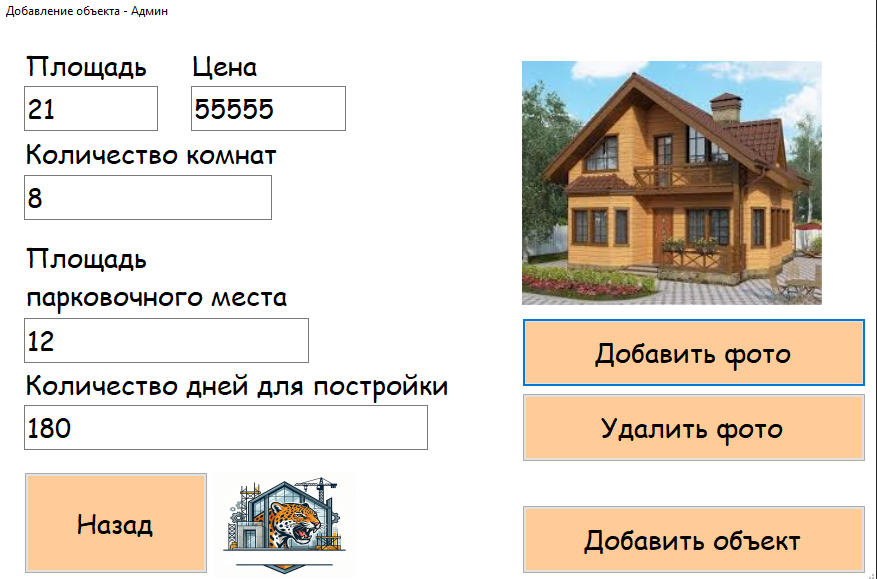 Добавление объекта - Админ
Площадь
Цена
21
55555
Количество комнат
8
Площадь
парковочного места
12
Количество дней для постройки
180
Назад
Добавить фото
Удалить фото
Добавить объект